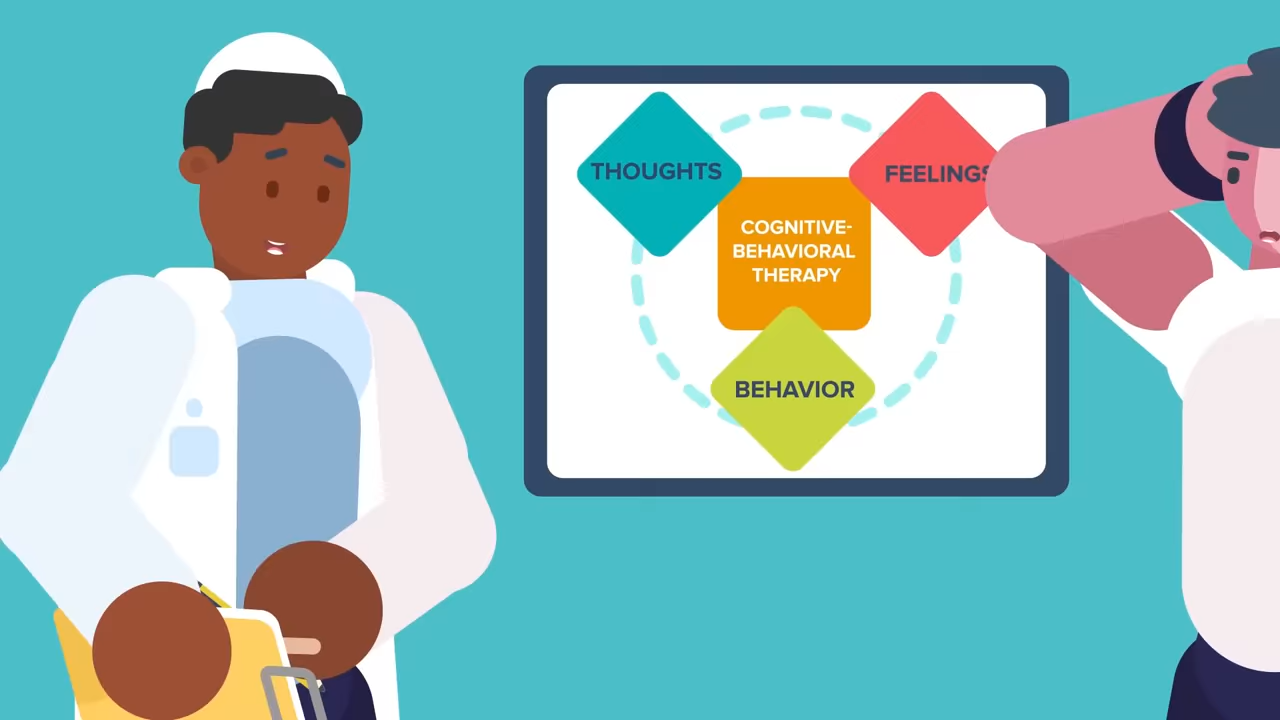 THOUGHTS
FEELINGS
COGNITIVE-
BEHAVIORAL
THERAPY
BEHAVIOR